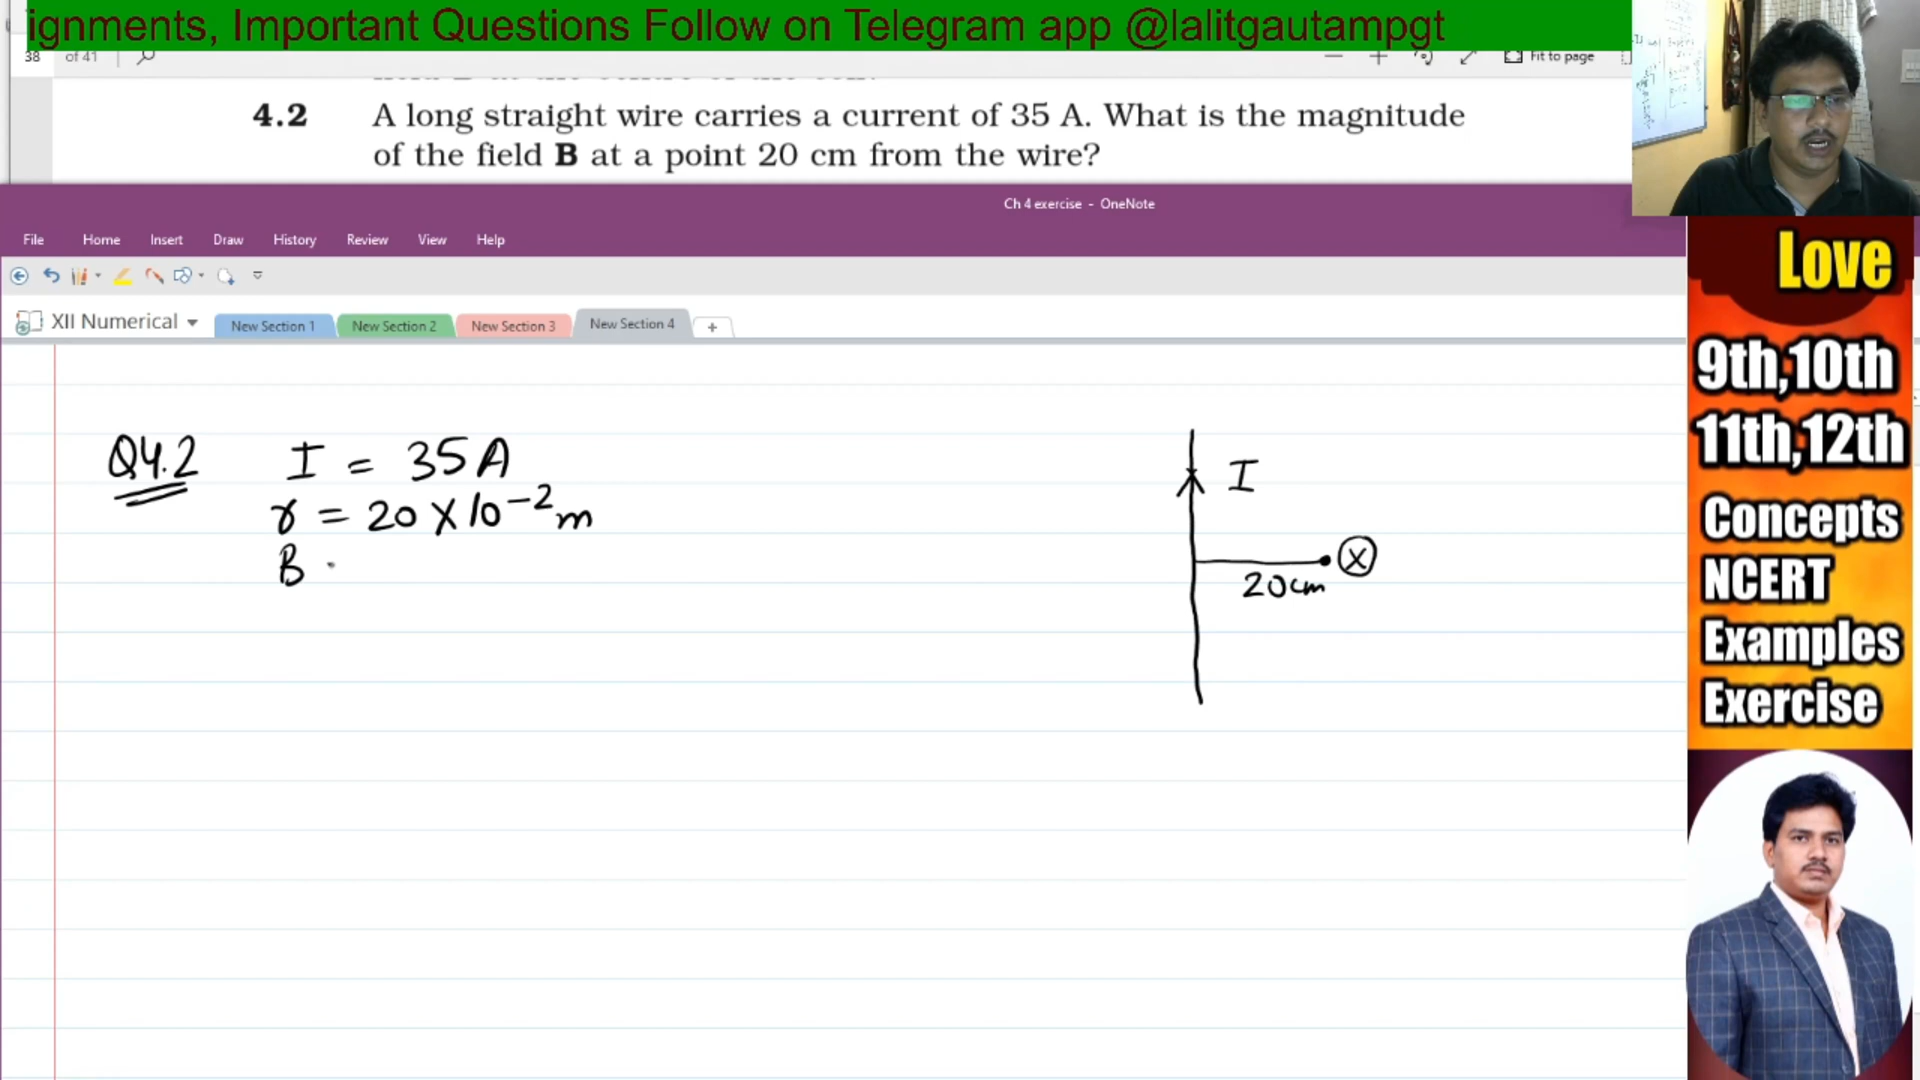 ignments, Important Questions Follow on Telegram app @lalitgautampgt
38 of 41
Fit to page
4.2 A long straight wire carries a current of 35 A. What is the magnitude
of the field B at a point 20 cm from the wire?
Ch 4 exercise - OneNote
File Home Insert Draw History Review View Help
XII Numerical New Section 1 New Section 2 New Section 3 New Section 4 +
Q4.2 I = 35 A
r = 20 X 10⁻² m
B
I
X
20cm
Love
9th,10th
11th,12th
Concepts
NCERT
Examples
Exercise